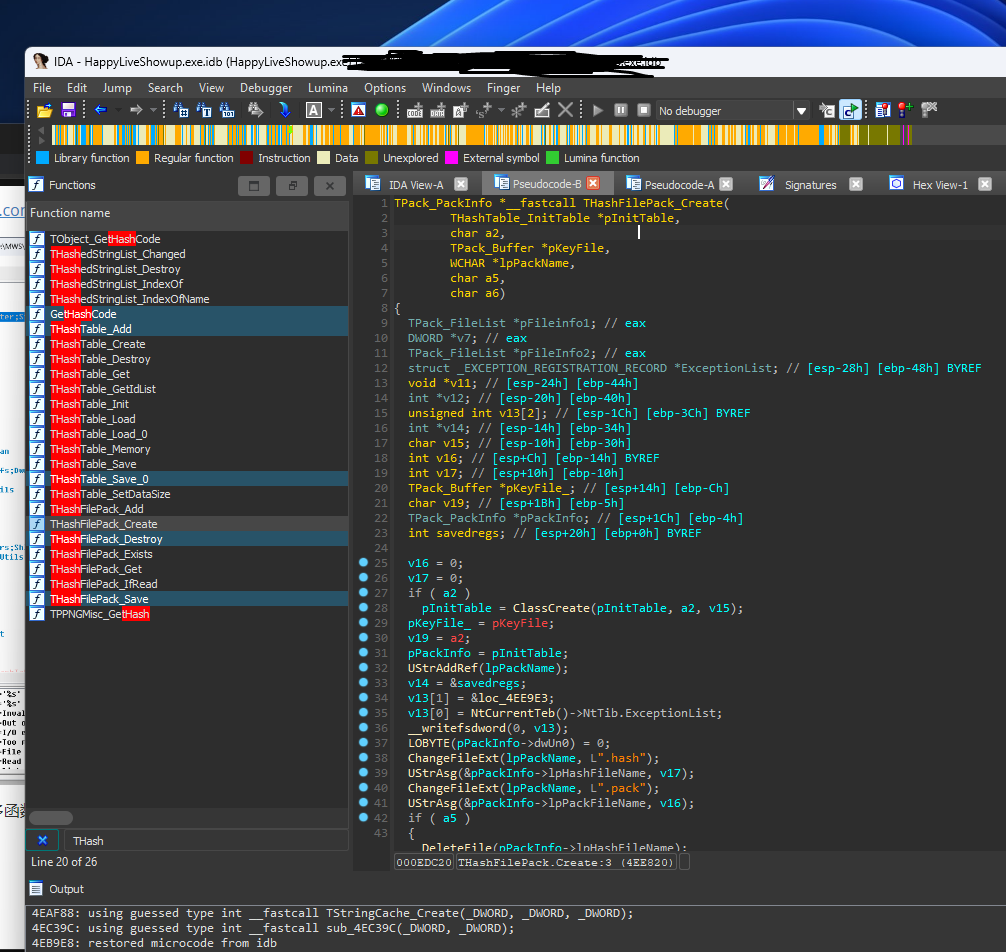 IDA - HappyLiveShowup.exe.idb (HappyLiveShowup.exe)
File Edit Jump Search View Debugger Lumina Options Windows Finger Help
No debugger
Library function Regular function Instruction Data Unexplored External symbol Lumina function
Functions
Function name
TObject_GetHashCode
THashedStringList_Changed
THashedStringList_Destroy
THashedStringList_IndexOf
THashedStringList_IndexOfName
GetHashCode
THashTable_Add
THashTable_Create
THashTable_Destroy
THashTable_Get
THashTable_GetIdList
THashTable_Init
THashTable_Load
THashTable_Load_0
THashTable_Memory
THashTable_Save
THashTable_Save_0
THashTable_SetDataSize
THashFilePack_Add
THashFilePack_Create
THashFilePack_Destroy
THashFilePack_Exists
THashFilePack_Get
THashFilePack_IfRead
THashFilePack_Save
TPPNGMisc_GetHash
THash
Line 20 of 26
IDA View-A Pseudocode-B Pseudocode-A Signatures Hex View-1
1 TPack_PackInfo *__fastcall THashFilePack_Create(
2 THashTable_InitTable *pInitTable,
3 char a2,
4 TPack_Buffer *pKeyFile,
5 WCHAR *lpPackName,
6 char a5,
7 char a6)
8 {
9 TPack_FileList *pFileinfo1; // eax
10 DWORD *v7; // eax
11 TPack_FileList *pFileInfo2; // eax
12 struct _EXCEPTION_REGISTRATION_RECORD *ExceptionList; // [esp-28h] [ebp-48h] BYREF
13 void *v11; // [esp-24h] [ebp-44h]
14 int *v12; // [esp-20h] [ebp-40h]
15 unsigned int v13[2]; // [esp-1Ch] [ebp-3Ch] BYREF
16 int *v14; // [esp-14h] [ebp-34h]
17 char v15; // [esp-10h] [ebp-30h]
18 int v16; // [esp+Ch] [ebp-14h] BYREF
19 int v17; // [esp+10h] [ebp-10h]
20 TPack_Buffer *pKeyFile_; // [esp+14h] [ebp-Ch]
21 char v19; // [esp+1Bh] [ebp-5h]
22 TPack_PackInfo *pPackInfo; // [esp+1Ch] [ebp-4h]
23 int savedregs; // [esp+20h] [ebp+0h] BYREF
24
25 v16 = 0;
26 v17 = 0;
27 if ( a2 )
28 pInitTable = ClassCreate(pInitTable, a2, v15);
29 pKeyFile_ = pKeyFile;
30 v19 = a2;
31 pPackInfo = pInitTable;
32 UStrAddRef(lpPackName);
33 v14 = &savedregs;
34 v13[1] = &loc_4EE9E3;
35 v13[0] = NtCurrentTeb()->NtTib.ExceptionList;
36 __writefsdword(0, v13);
37 LOBYTE(pPackInfo->dwUn0) = 0;
38 ChangeFileExt(lpPackName, L".hash");
39 UStrAsg(&pPackInfo->lpHashFileName, v17);
40 ChangeFileExt(lpPackName, L".pack");
41 UStrAsg(&pPackInfo->lpPackFileName, v16);
42 if ( a5 )
43 {
DeleteFile(pPackInfo->lpHashFileName);
000EDC20 THashFilePack.Create:3 (4EE820)
Output
4EAF88: using guessed type int __fastcall TStringCache_Create(_DWORD, _DWORD, _DWORD);
4EC39C: using guessed type int __fastcall sub_4EC39C(_DWORD, _DWORD);
4EB9E8: restored microcode from idb